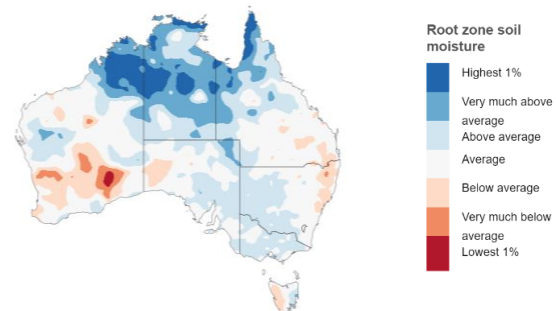 Root zone soil
moisture
Highest 1%
Very much above
average
Above average
Average
Below average
Very much below
average
Lowest 1%